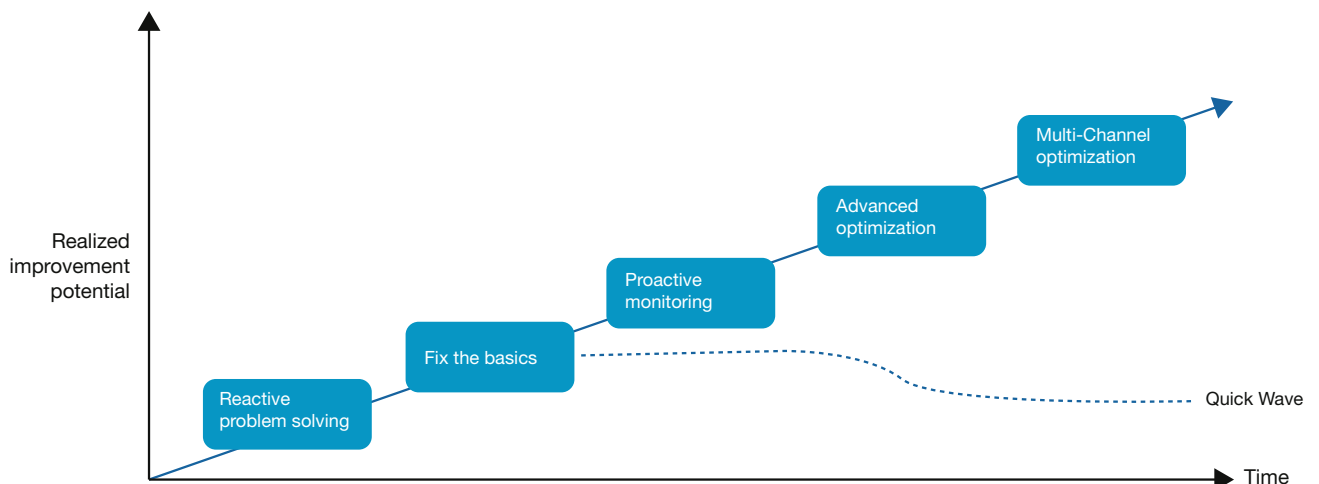 Multi-Channel
optimization
Advanced
optimization
Realized
improvement
potential
Proactive
monitoring
Fix the basics
Reactive
problem solving
Quick Wave
Time